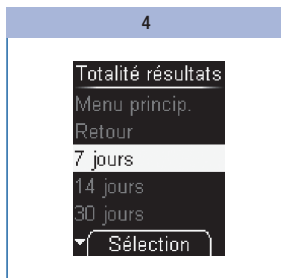 4
Totalité résultats
Menu princip.
Retour
7 jours
14 jours
30 jours
Sélection